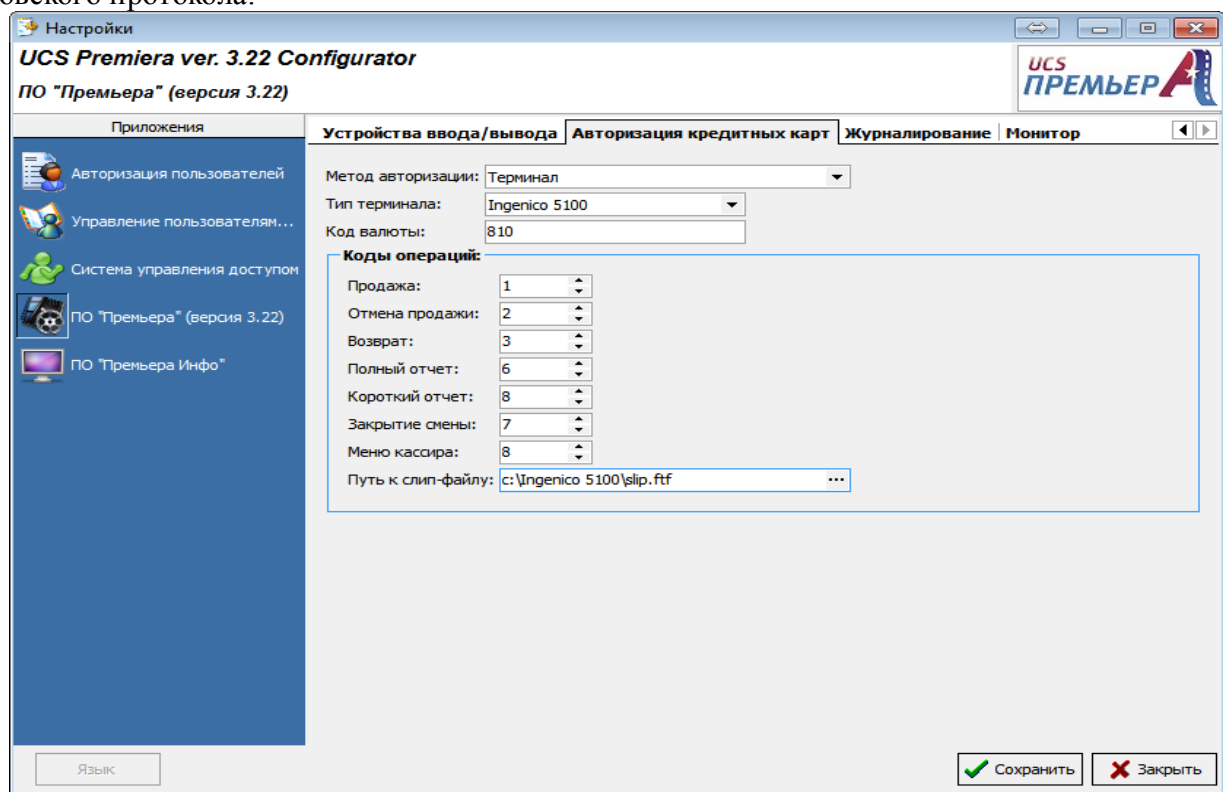 овского протокола:
Настройки
UCS Premiera ver. 3.22 Configurator
ПО "Премьера" (версия 3.22)
UCS
ПРЕМЬЕРА
Приложения
Авторизация пользователей
Управление пользователям...
Система управления доступом
ПО "Премьера" (версия 3.22)
ПО "Премьера Инфо"
Устройства ввода/вывода Авторизация кредитных карт Журналирование Монитор
Метод авторизации: Терминал
Тип терминала: Ingenico 5100
Код валюты: 810
Коды операций:
Продажа: 1
Отмена продажи: 2
Возврат: 3
Полный отчет: 6
Короткий отчет: 8
Закрытие смены: 7
Меню кассира: 8
Путь к слип-файлу: c:\Ingenico 5100\slip.ftf ...
Язык
Сохранить Закрыть